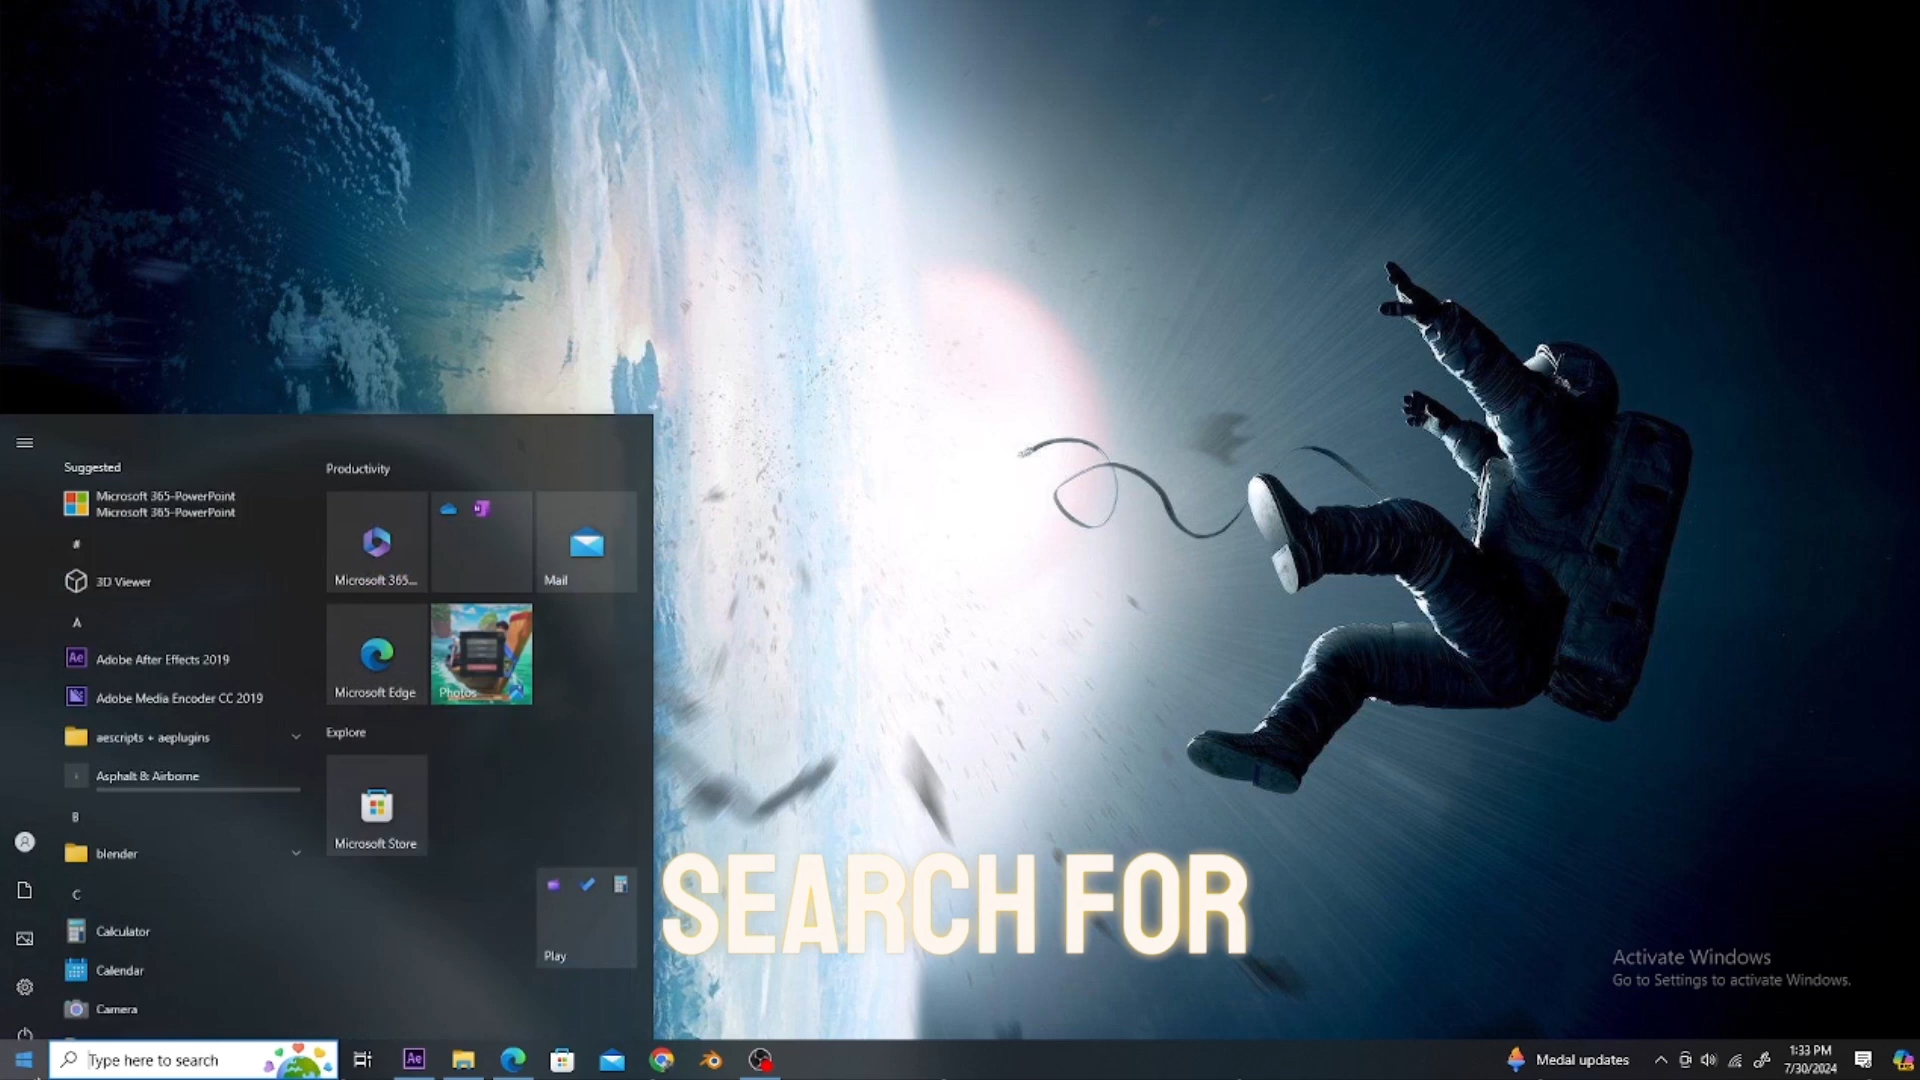 Suggested
Microsoft 365-PowerPoint
Microsoft 365-PowerPoint
#
3D Viewer
A
Ae Adobe After Effects 2019
Adobe Media Encoder CC 2019
aescripts + aeplugins
Asphalt & Airborne
B
blender
C
Calculator
Calendar
Camera
Productivity
Microsoft 365...
Mail
Microsoft Edge
Photos
Explore
Microsoft Store
Play
SEARCH FOR
Activate Windows
Go to Settings to activate Windows.
Type here to search
Ae
Medal updates
1:33 PM
7/30/2024